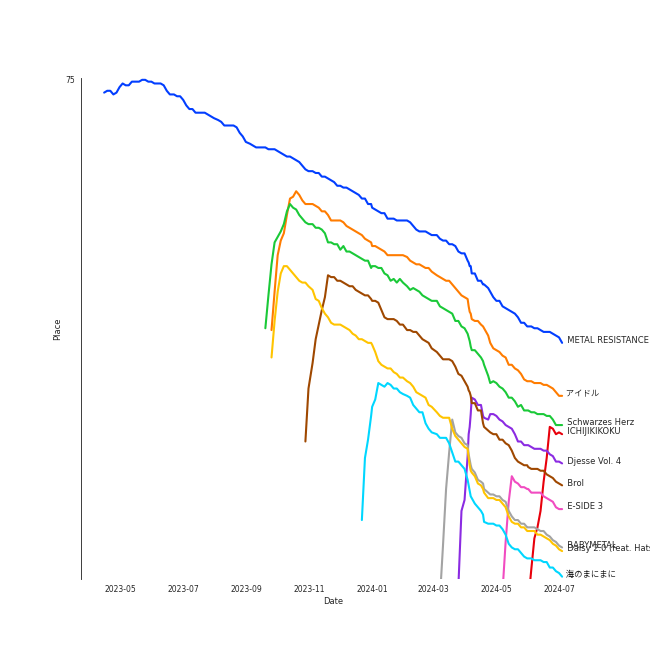 75
Place
METAL RESISTANCE
アイドル
Schwarzes Herz
ICHIJIKIKOKU
Djesse Vol. 4
Brol
E-SIDE 3
BABYMETAL
Daisy 2.0 (feat. Hats
海のまにまに
2023-05
2023-07
2023-09
2023-11
2024-01
2024-03
2024-05
2024-07
Date